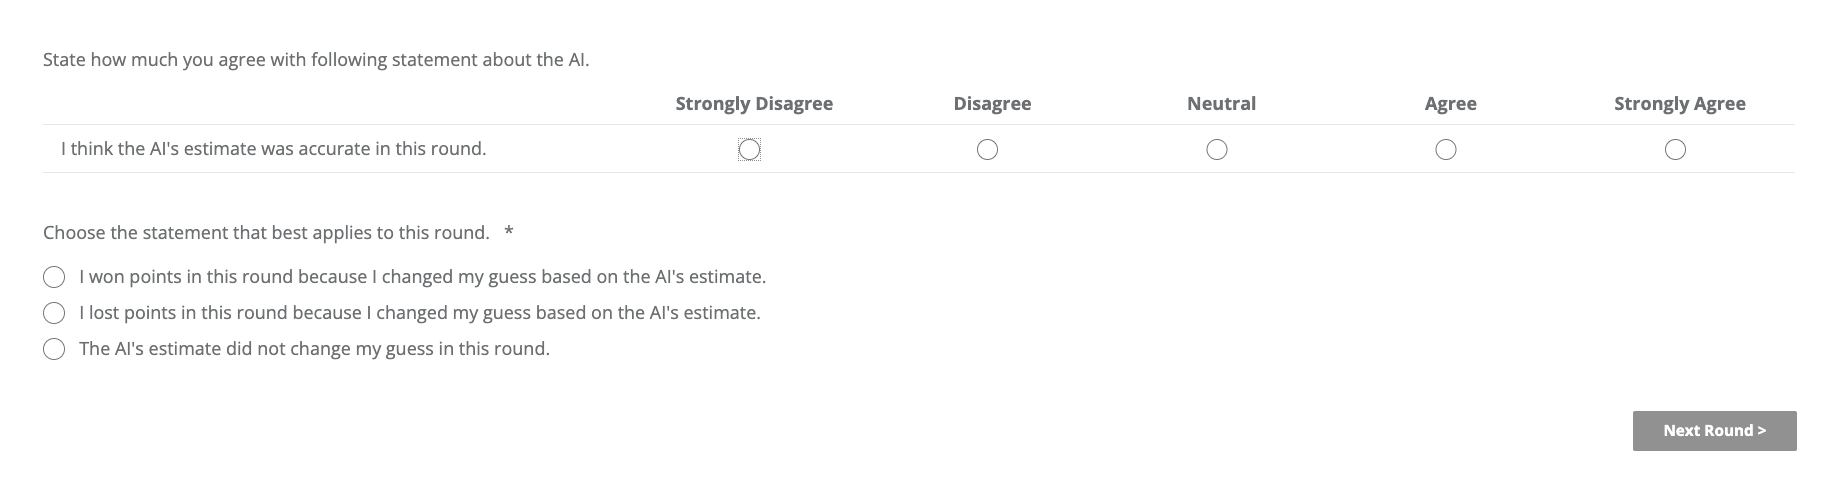 State how much you agree with following statement about the AI.
Strongly Disagree Disagree Neutral Agree Strongly Agree
I think the AI's estimate was accurate in this round.
Choose the statement that best applies to this round. *
I won points in this round because I changed my guess based on the AI's estimate.
I lost points in this round because I changed my guess based on the AI's estimate.
The AI's estimate did not change my guess in this round.
Next Round >